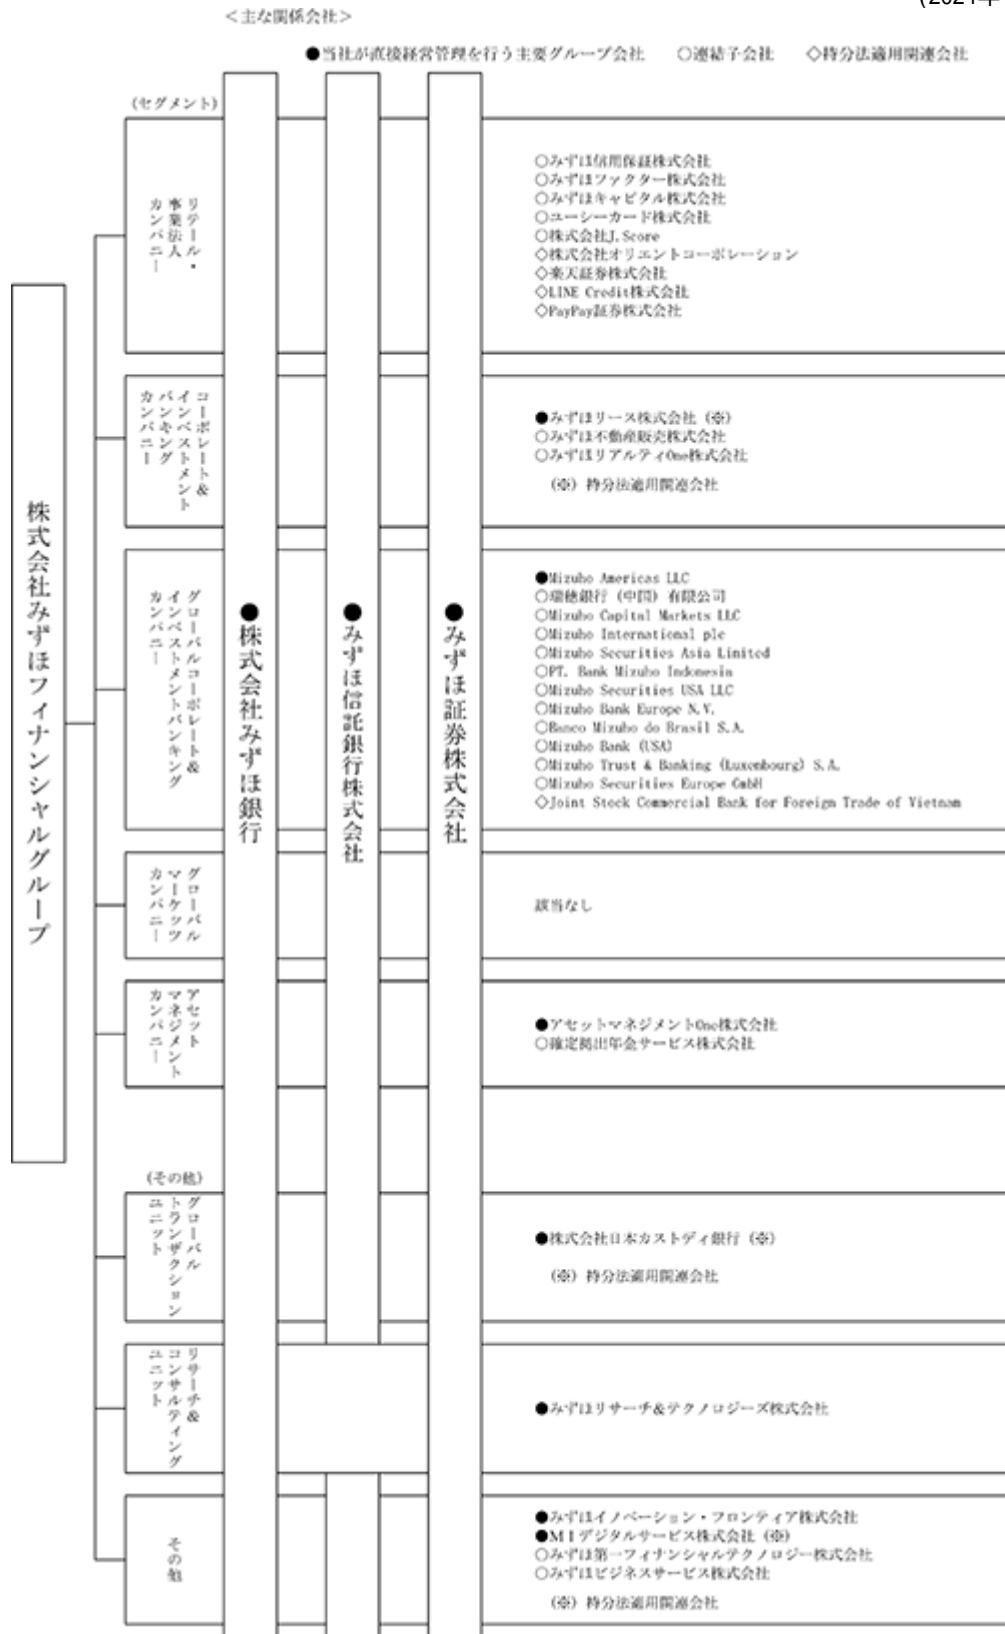 <主な関係会社>
●当社が直接経営管理を行う主要グループ会社 ○連結子会社 ◇持分法適用関連会社
株式会社みずほフィナンシャルグループ
●株式会社みずほ銀行
●みずほ信託銀行株式会社
●みずほ証券株式会社
(セグメント)
リテール・
事業法人
カンパニー
○みずほ信用保証株式会社
○みずほファクター株式会社
○みずほキャピタル株式会社
○ユーシーカード株式会社
○株式会社J.Score
◇株式会社オリエントコーポレーション
◇楽天証券株式会社
◇LINE Credit株式会社
◇PayPay証券株式会社
コーポレート&
インベストメント
バンキング
カンパニー
●みずほリース株式会社 (※)
○みずほ不動産販売株式会社
○みずほリアルティOne株式会社
(※) 持分法適用関連会社
グローバルコーポレート&
インベストメントバンキング
カンパニー
●Mizuho Americas LLC
○瑞穂銀行 (中国) 有限公司
○Mizuho Capital Markets LLC
○Mizuho International plc
○Mizuho Securities Asia Limited
○PT. Bank Mizuho Indonesia
○Mizuho Securities USA LLC
○Mizuho Bank Europe N.V.
○Banco Mizuho do Brasil S.A.
○Mizuho Bank (USA)
○Mizuho Trust & Banking (Luxembourg) S.A.
○Mizuho Securities Europe GmbH
◇Joint Stock Commercial Bank for Foreign Trade of Vietnam
グローバル
マーケッツ
カンパニー
該当なし
アセット
マネジメント
カンパニー
●アセットマネジメントOne株式会社
○確定拠出年金サービス株式会社
(その他)
グローバル
トランザクション
ユニット
●株式会社日本カストディ銀行 (※)
(※) 持分法適用関連会社
リサーチ&
コンサルティング
ユニット
●みずほリサーチ&テクノロジーズ株式会社
その他
●みずほイノベーション・フロンティア株式会社
●MIデジタルサービス株式会社 (※)
○みずほ第一フィナンシャルテクノロジー株式会社
○みずほビジネスサービス株式会社
(※) 持分法適用関連会社